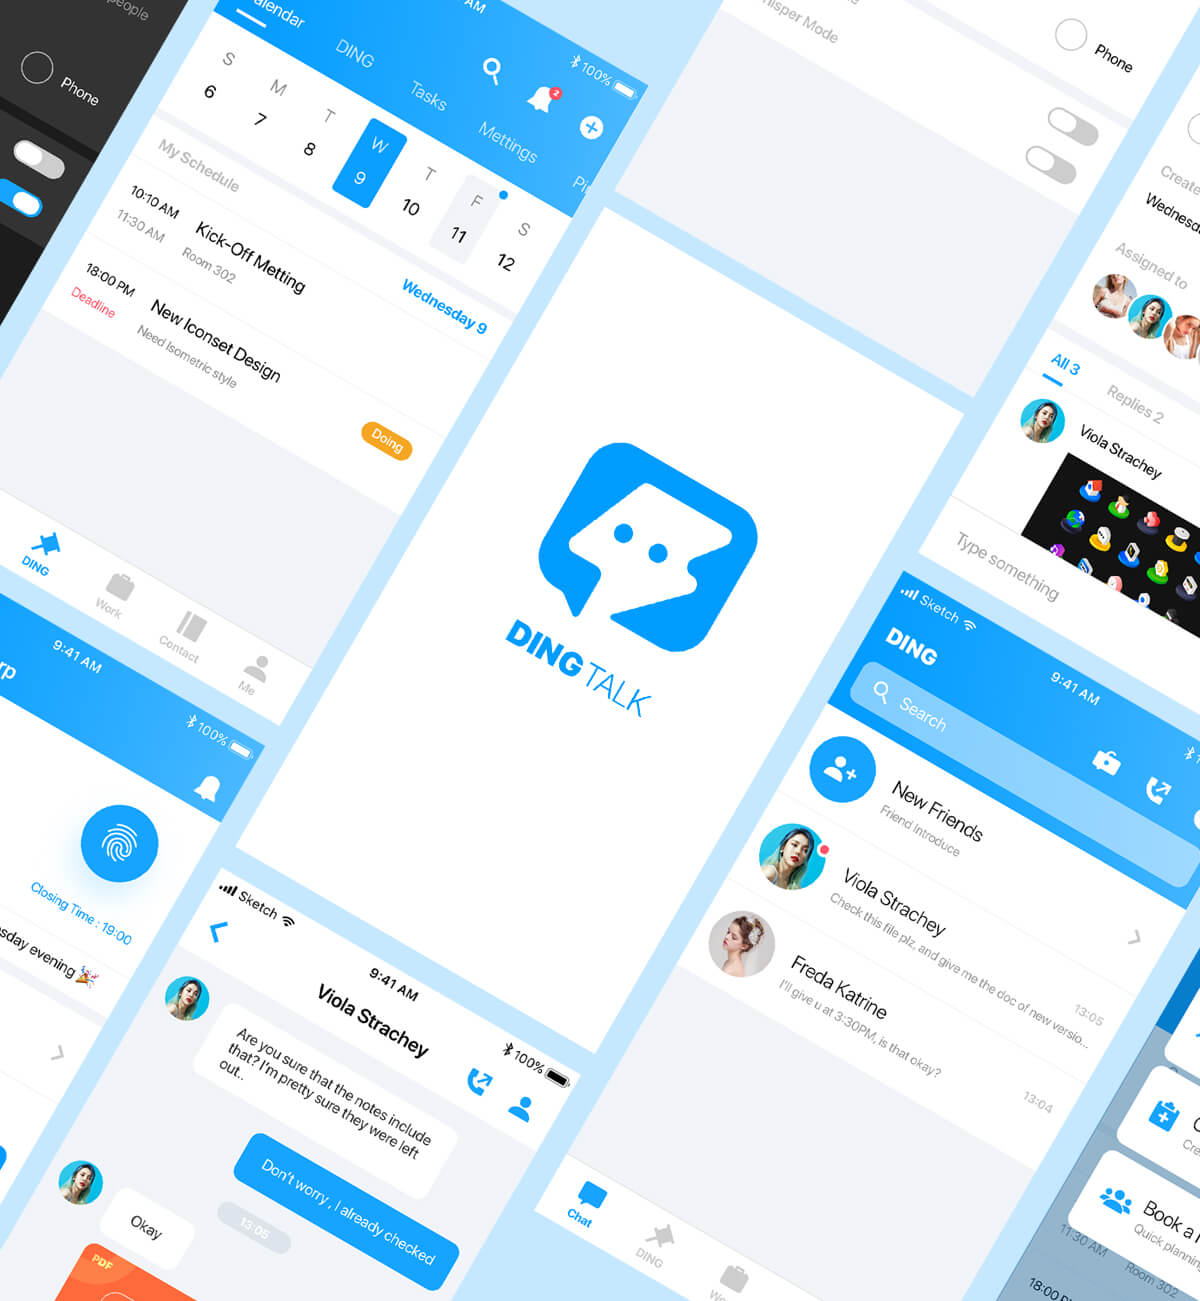 people
Phone
Calendar
DING
Tasks
Mettings
AM
100%
2
S M T W T F S
6 7 8 9 10 11 12
My Schedule
Wednesday 9
10:10 AM
11:30 AM
Kick-Off Metting
Room 302
18:00 PM
Deadline
New Iconset Design
Need Isometric style
Doing
DING
Work
Contact
Me
hisper Mode
Phone
Create
Wednesd
Assigned to
All 3
Replies 2
Viola Strachey
Type something
DING TALK
9:41 AM
100%
rp
Closing Time : 19:00
sday evening
Sketch
9:41 AM
100%
Viola Strachey
Are you sure that the notes include
that? I'm pretty sure they were left
out..
Don't worry , I already checked
13:05
Okay
PDF
Sketch
9:41 AM
DING
Search
New Friends
Friend Introduce
Viola Strachey
Check this file plz, and give me the doc of new versio...
13:05
Freda Katrine
I'll give u at 3:30PM, is that okay?
13:04
Chat
DING
Wo
C
Cre
Book a
Quick planning
11:30 AM
Room 302
18:00 PM